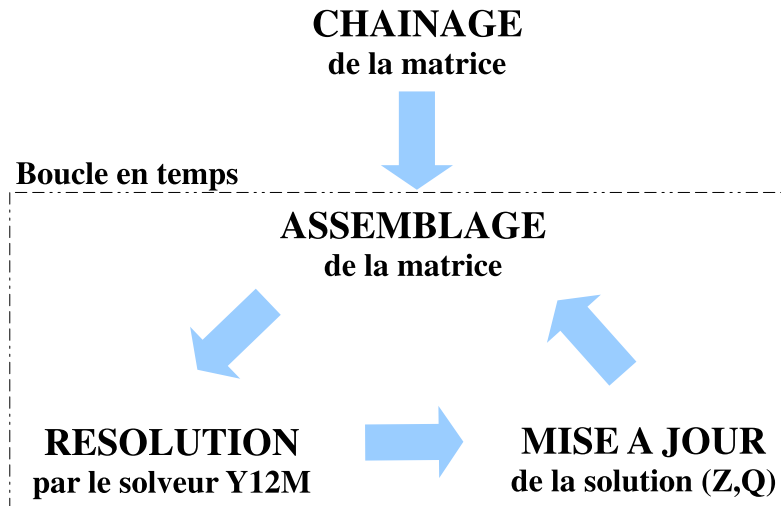 CHAINAGE
de la matrice
Boucle en temps
ASSEMBLAGE
de la matrice
RESOLUTION
par le solveur Y12M
MISE A JOUR
de la solution (Z,Q)